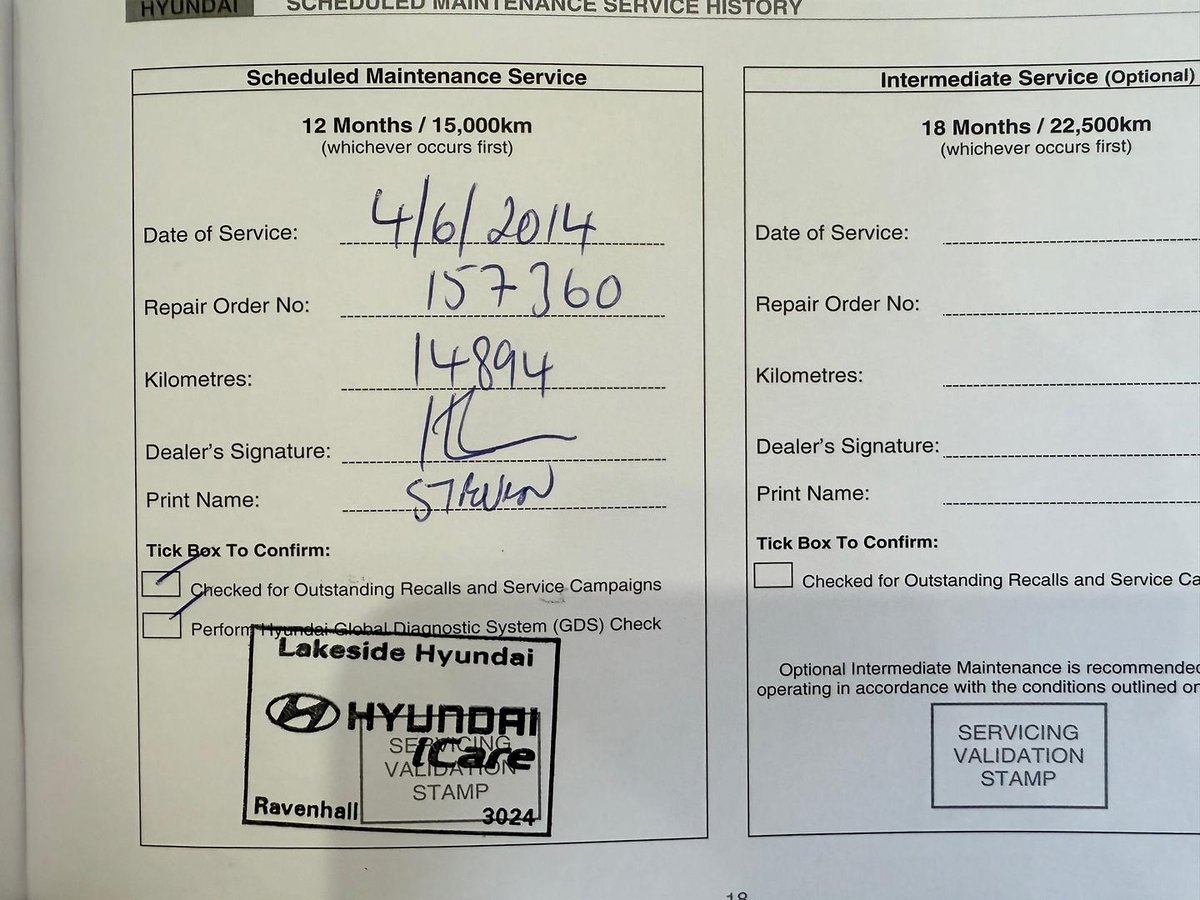 HYUNDAI SCHEDULED MAINTENANCE SERVICE HISTORY
Scheduled Maintenance Service
12 Months / 15,000km
(whichever occurs first)
Date of Service: 4/6/2014
Repair Order No: 157360
Kilometres: 14894
Dealer's Signature:
Print Name: STEVEN
Tick Box To Confirm:
Checked for Outstanding Recalls and Service Campaigns
Perform Hyundai Global Diagnostic System (GDS) Check
Lakeside Hyundai
HYUNDAI
iCare
SERVICING
VALIDATION
STAMP
Ravenhall 3024
Intermediate Service (Optional)
18 Months / 22,500km
(whichever occurs first)
Date of Service:
Repair Order No:
Kilometres:
Dealer's Signature:
Print Name:
Tick Box To Confirm:
Checked for Outstanding Recalls and Service Ca
Optional Intermediate Maintenance is recommended
operating in accordance with the conditions outlined on
SERVICING
VALIDATION
STAMP
18